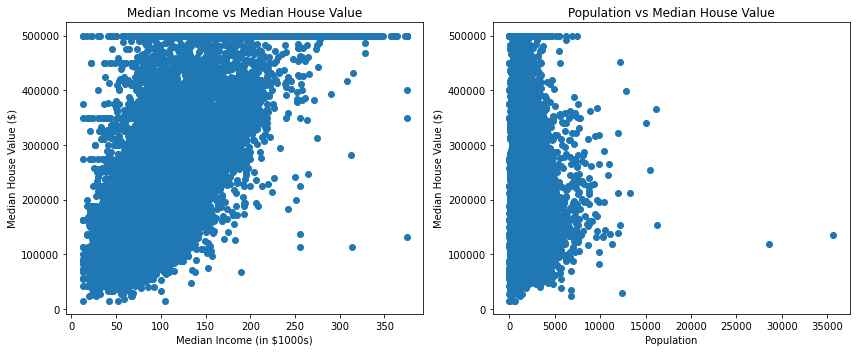 Median Income vs Median House Value
Median House Value ($)
500000
400000
300000
200000
100000
0
0 50 100 150 200 250 300 350
Median Income (in $1000s)
Population vs Median House Value
Median House Value ($)
500000
400000
300000
200000
100000
0
0 5000 10000 15000 20000 25000 30000 35000
Population